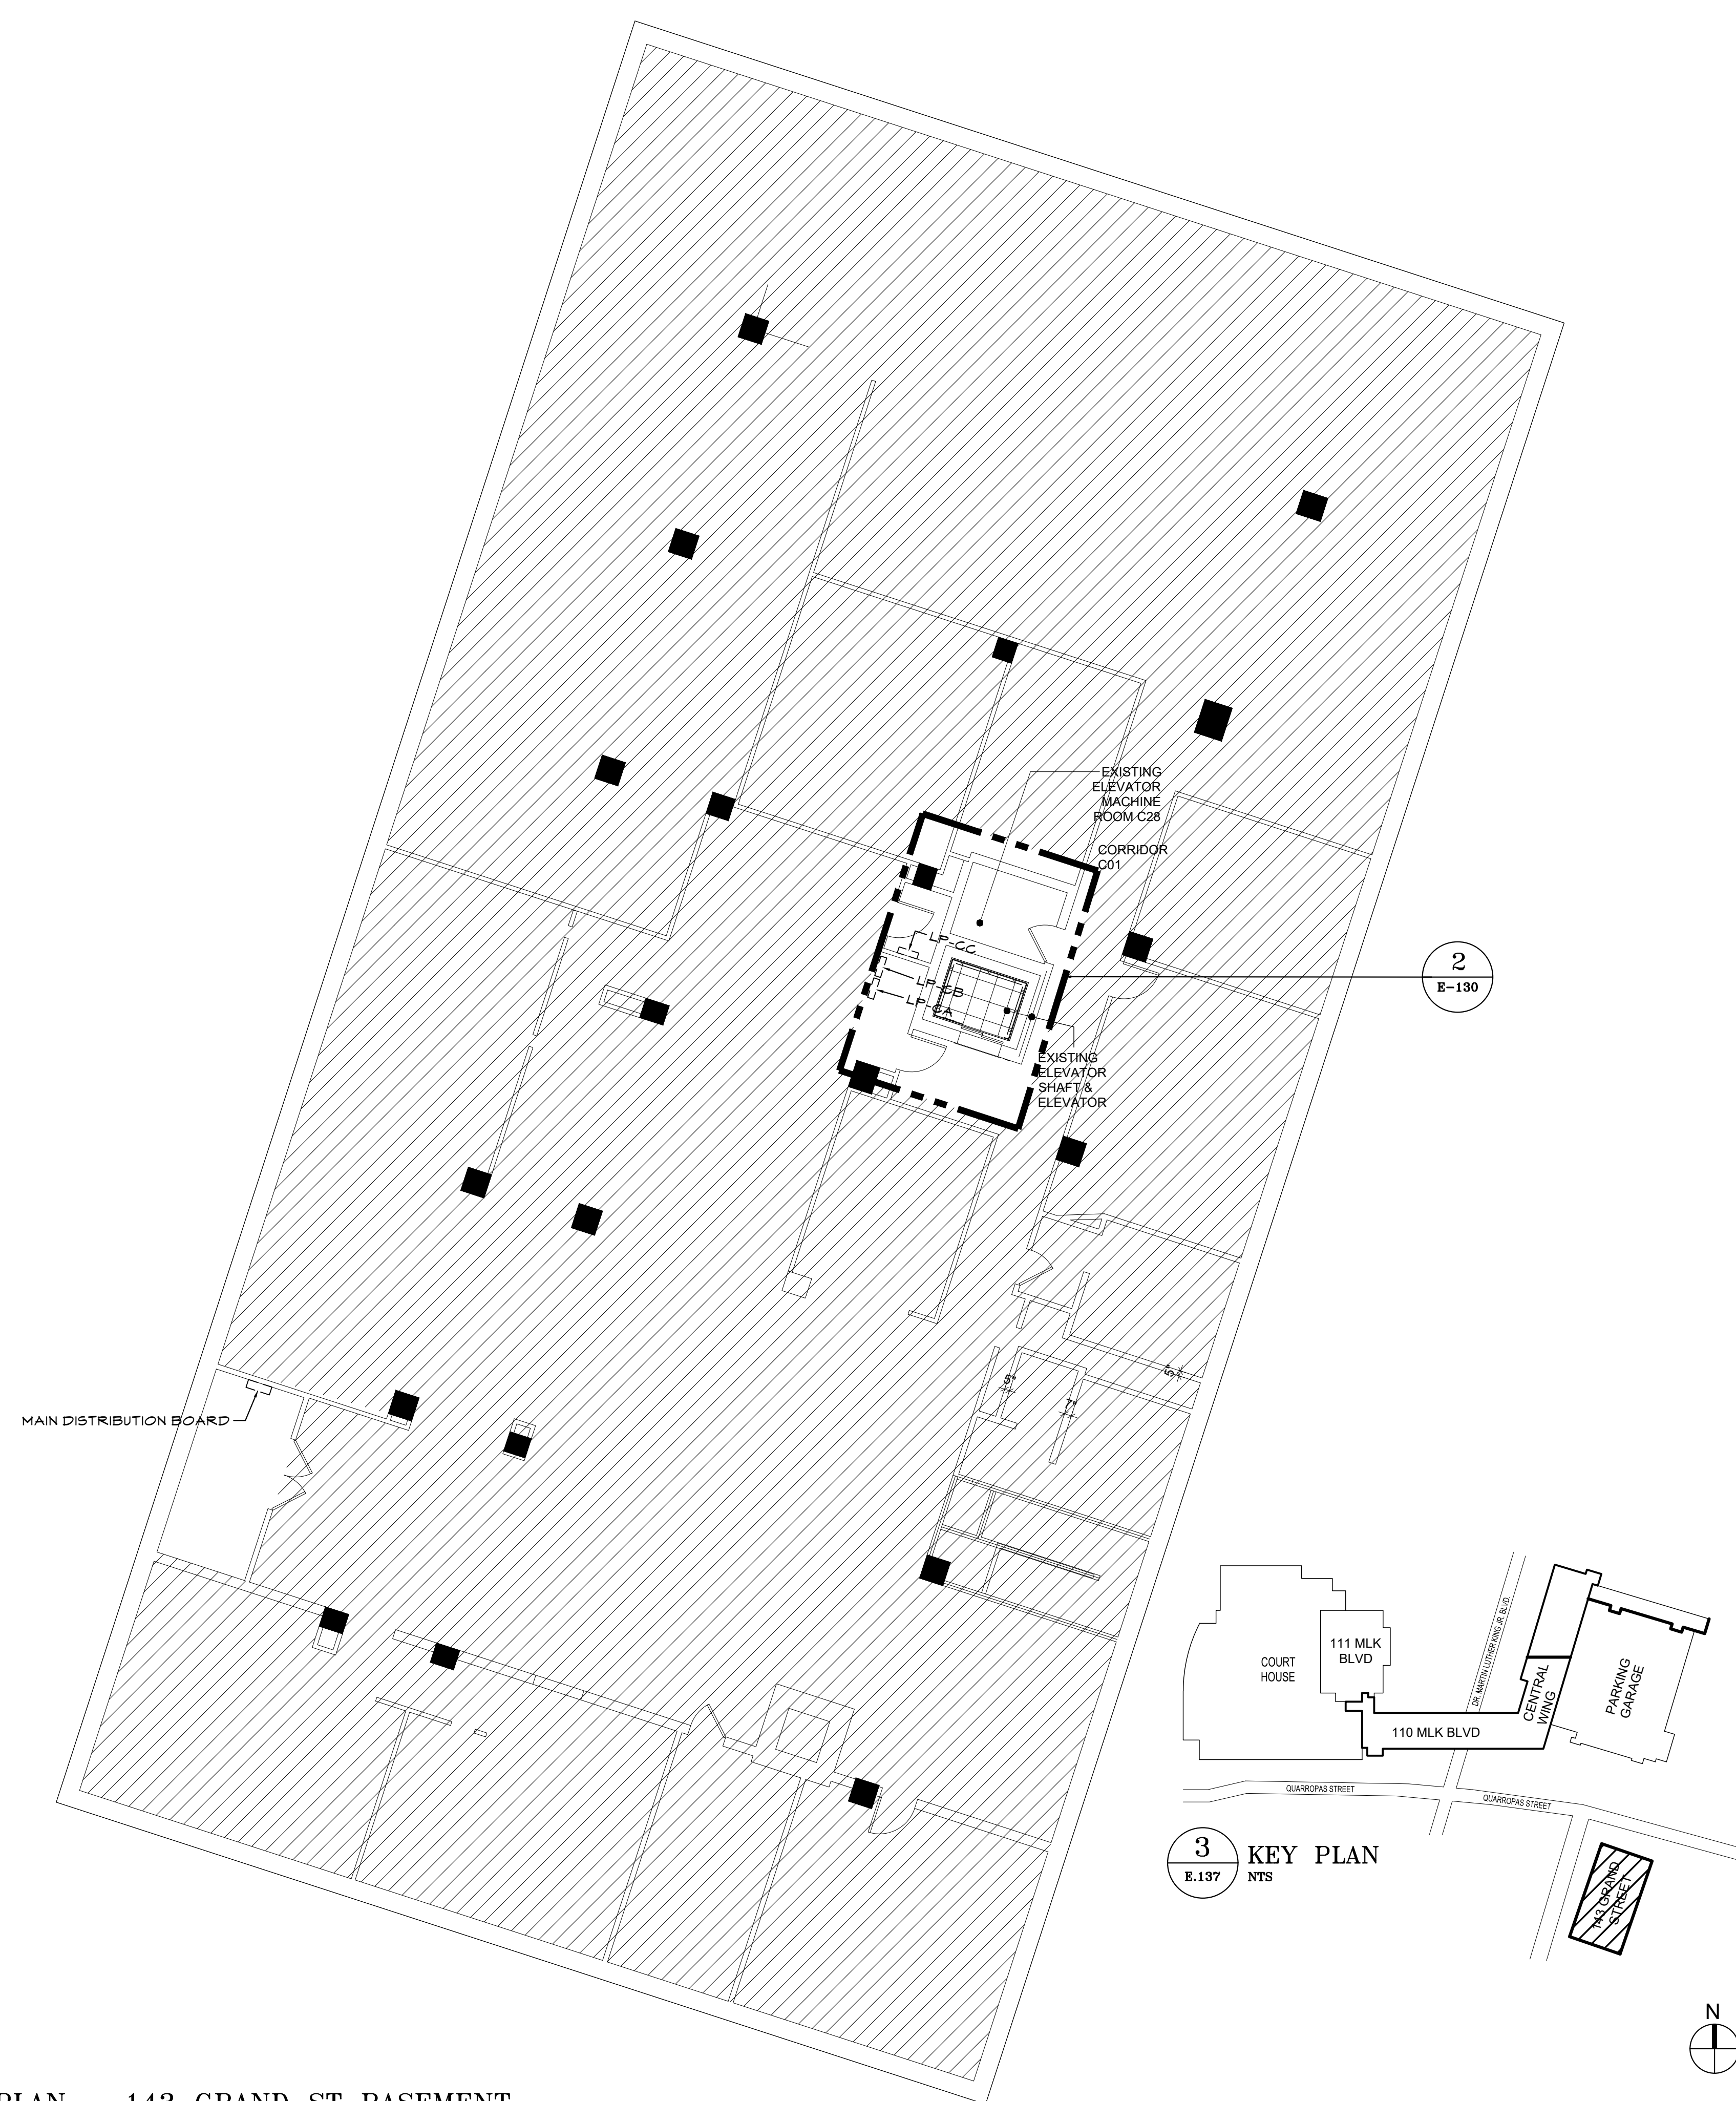 EXISTING
ELEVATOR
MACHINE
ROOM C28
CORRIDOR
C01
LP-CC
LP-CB
LP-CA
2
E-130
EXISTING
ELEVATOR
SHAFT &
ELEVATOR
5"
5"
7"
MAIN DISTRIBUTION BOARD
COURT
HOUSE
111 MLK
BLVD
DR. MARTIN LUTHER KING JR. BLVD.
CENTRAL
WING
PARKING
GARAGE
110 MLK BLVD
QUARROPAS STREET
QUARROPAS STREET
3
E.137
KEY PLAN
NTS
143 GRAND
STREET
N
PLAN - 143 GRAND ST BASEMENT